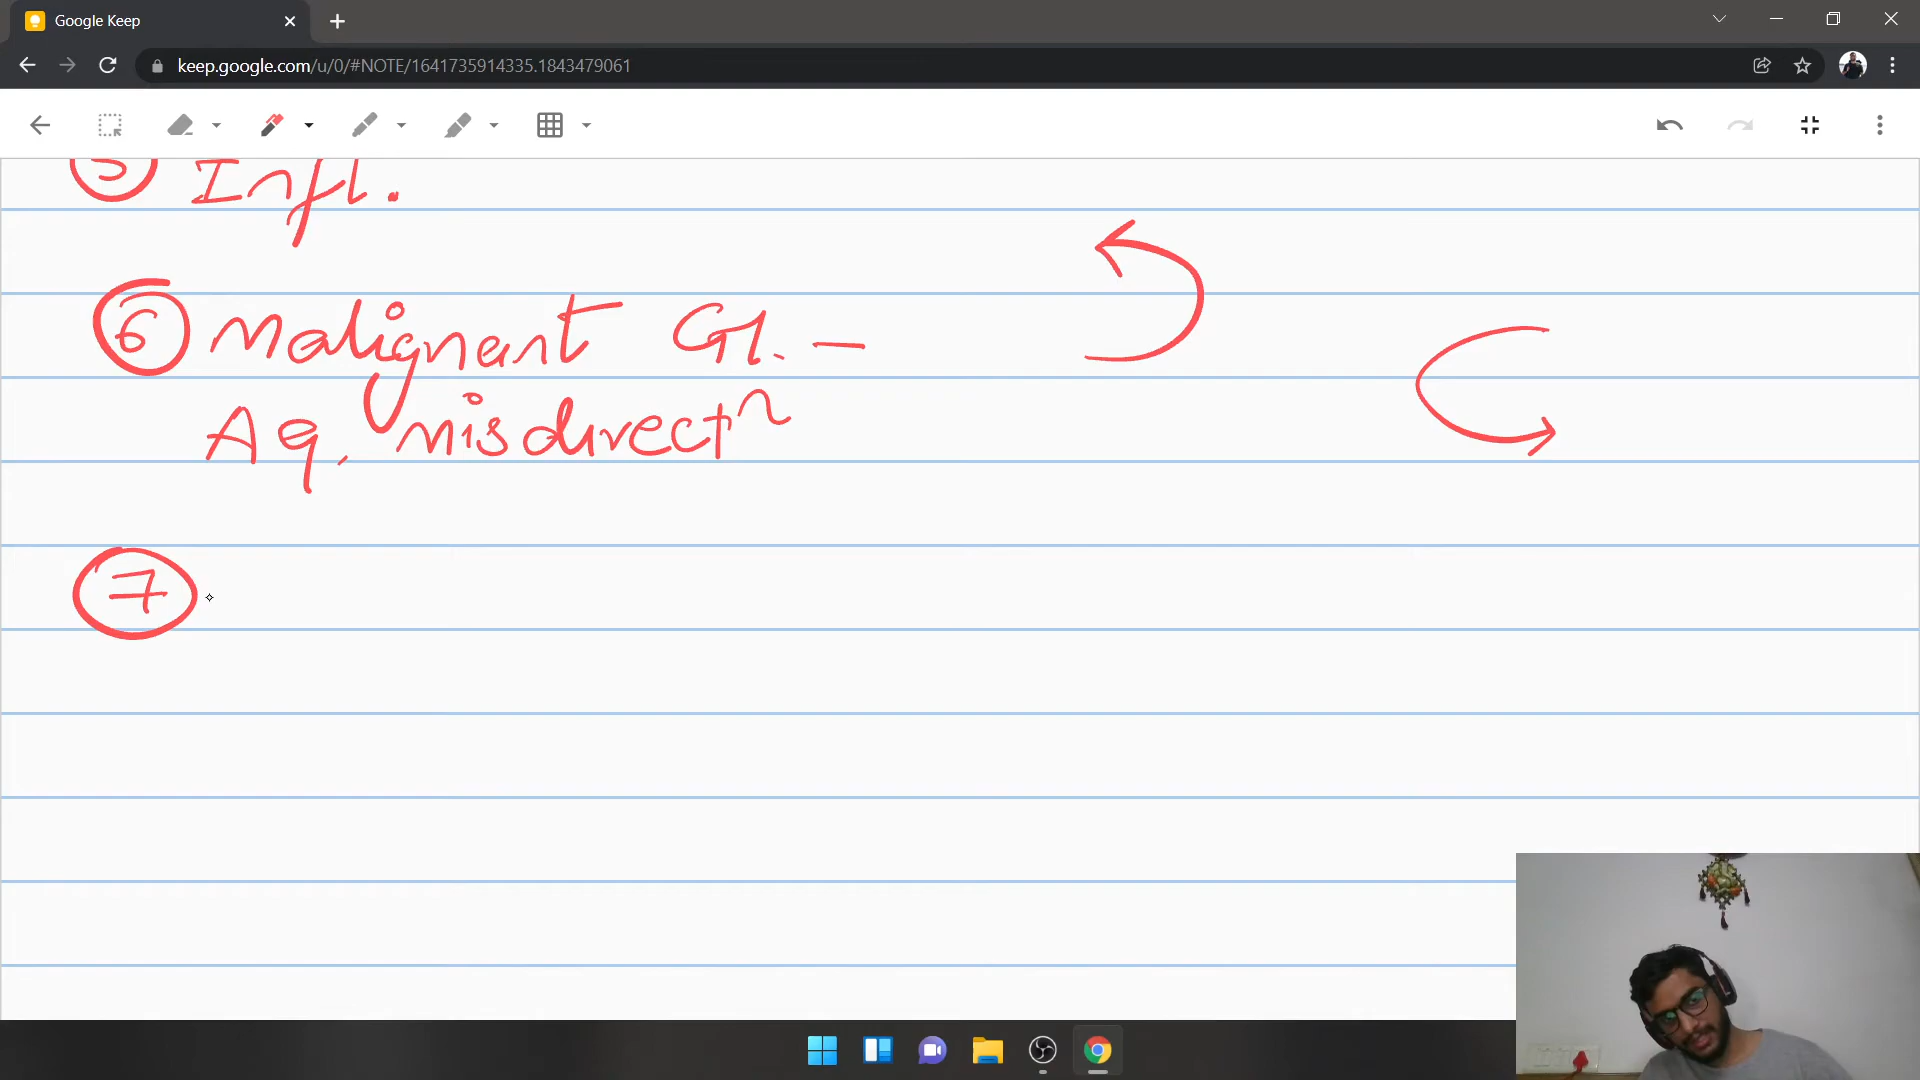 Google Keep
keep.google.com/u/0/#NOTE/1641735914335.1843479061
5 Infl.
6 Malignant Gl. -
Aq. misdirectn
7